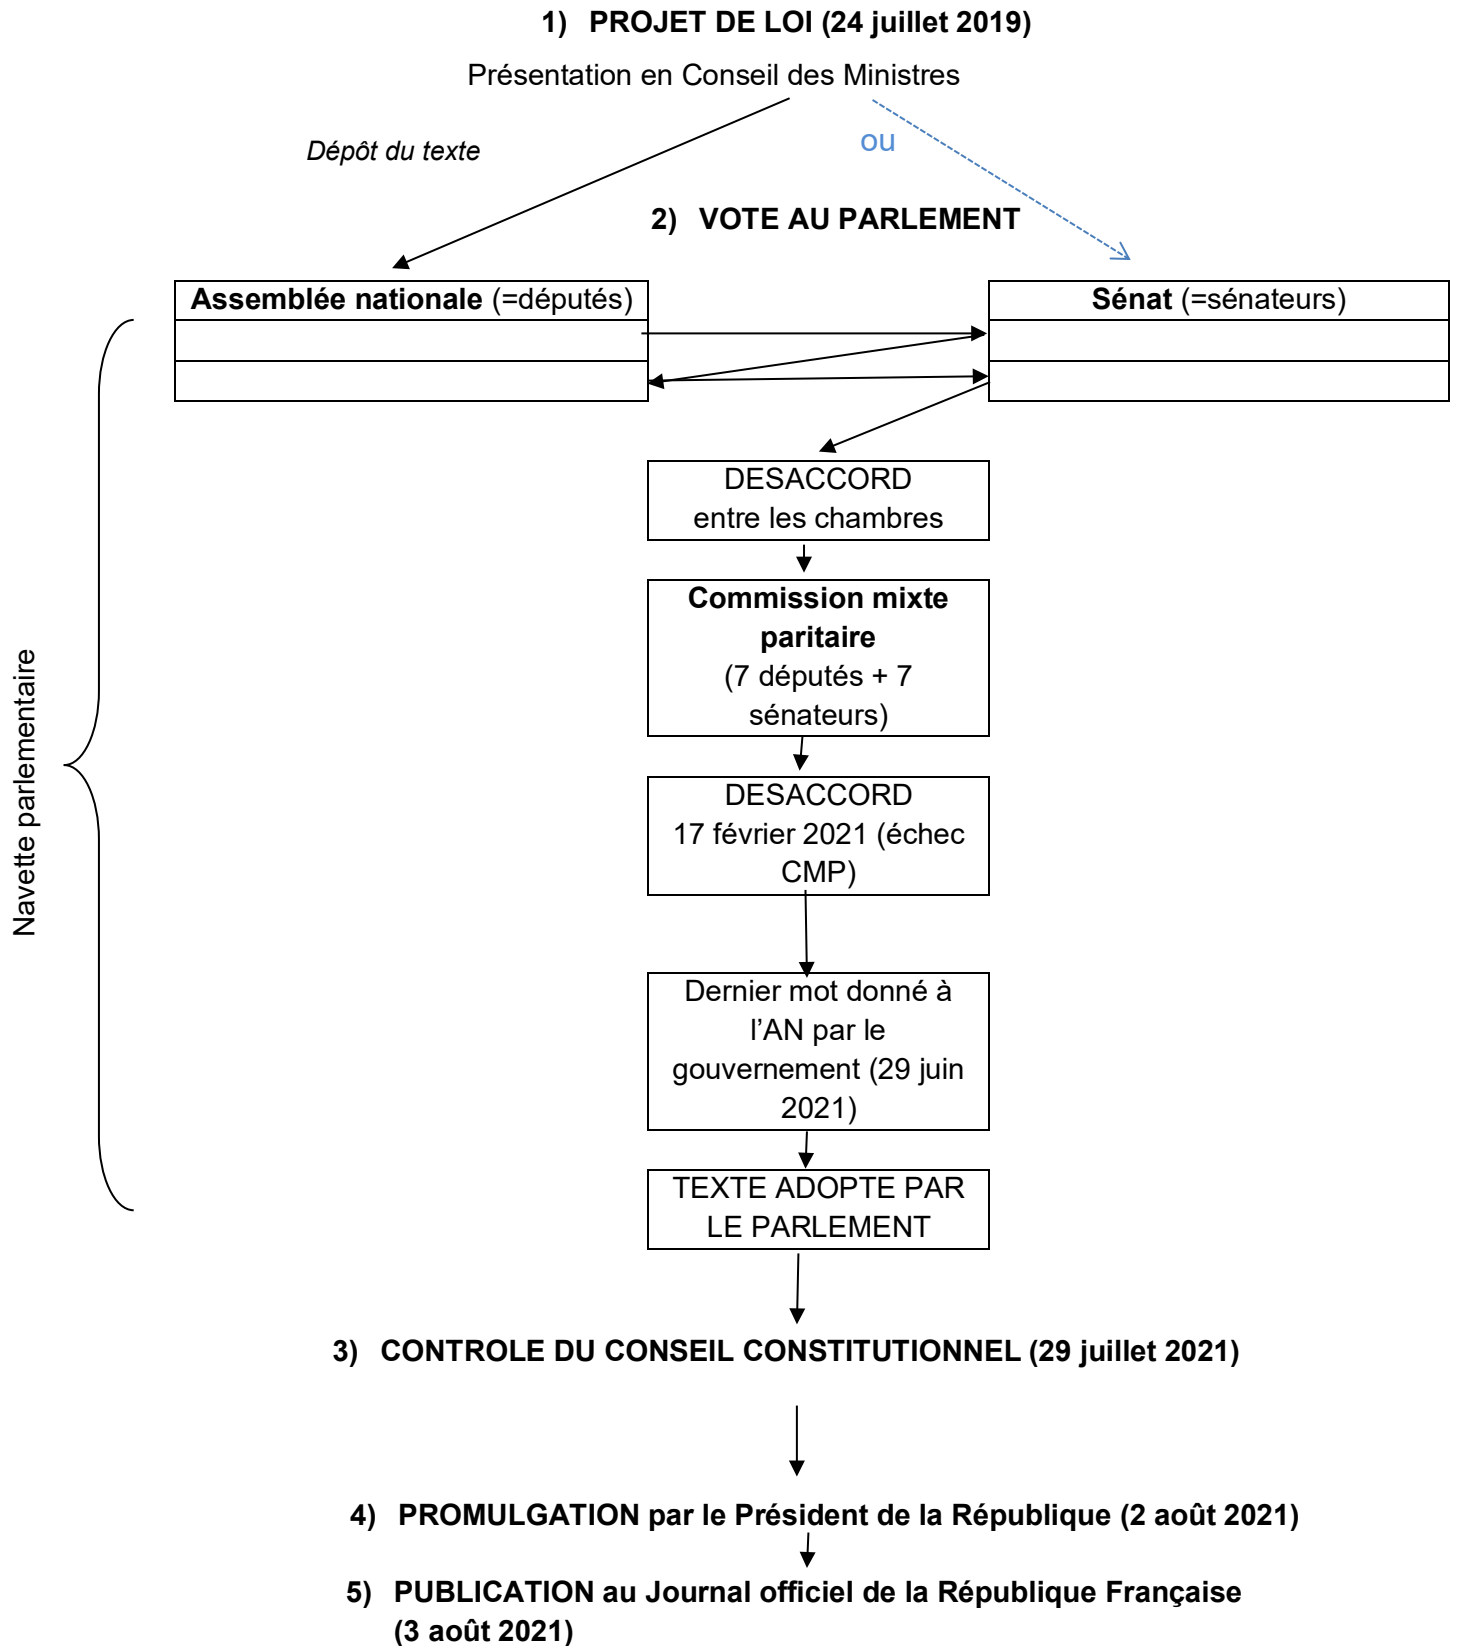 1) PROJET DE LOI (24 juillet 2019)
Présentation en Conseil des Ministres
Dépôt du texte
ou
2) VOTE AU PARLEMENT
Assemblée nationale (=députés)
Sénat (=sénateurs)
Navette parlementaire
DESACCORD
entre les chambres
Commission mixte
paritaire
(7 députés + 7
sénateurs)
DESACCORD
17 février 2021 (échec
CMP)
Dernier mot donné à
l’AN par le
gouvernement (29 juin
2021)
TEXTE ADOPTE PAR
LE PARLEMENT
3) CONTROLE DU CONSEIL CONSTITUTIONNEL (29 juillet 2021)
4) PROMULGATION par le Président de la République (2 août 2021)
5) PUBLICATION au Journal officiel de la République Française
(3 août 2021)